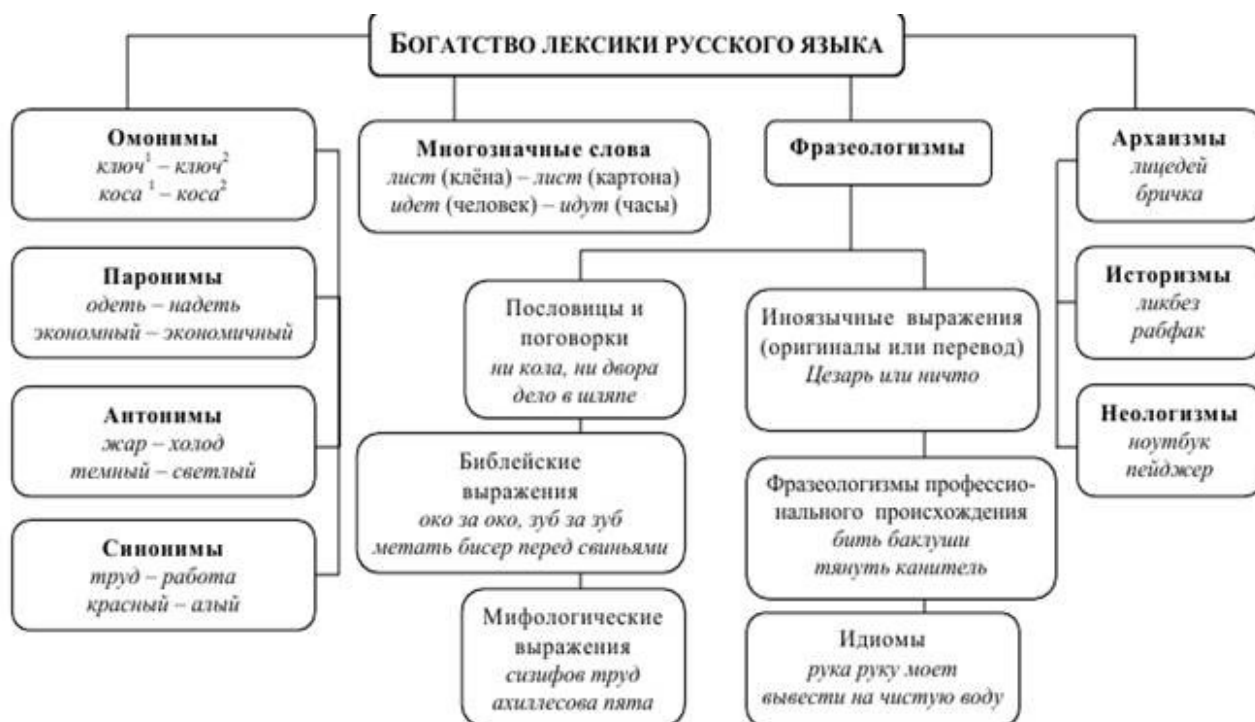 БОГАТСТВО ЛЕКСИКИ РУССКОГО ЯЗЫКА
Омонимы
ключ¹ – ключ²
коса ¹ – коса²
Паронимы
одеть – надеть
экономный – экономичный
Антонимы
жар – холод
темный – светлый
Синонимы
труд – работа
красный – алый
Многозначные слова
лист (клёна) – лист (картона)
идет (человек) – идут (часы)
Фразеологизмы
Пословицы и
поговорки
ни кола, ни двора
дело в шляпе
Библейские
выражения
око за око, зуб за зуб
метать бисер перед свиньями
Мифологические
выражения
сизифов труд
ахиллесова пята
Иноязычные выражения
(оригиналы или перевод)
Цезарь или ничто
Фразеологизмы профессио-
нального происхождения
бить баклуши
тянуть канитель
Идиомы
рука руку моет
вывести на чистую воду
Архаизмы
лицедей
бричка
Историзмы
ликбез
рабфак
Неологизмы
ноутбук
пейджер